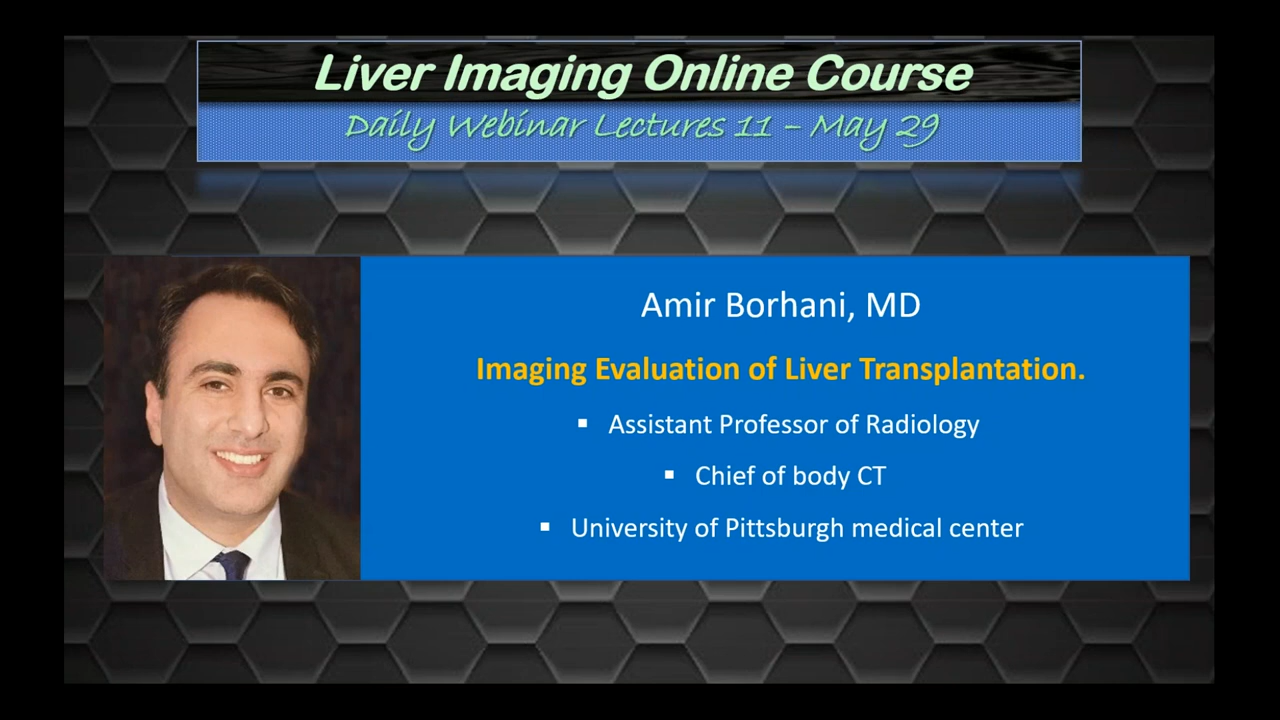 Liver Imaging Online Course
Daily Webinar Lectures 11 – May 29
Amir Borhani, MD
Imaging Evaluation of Liver Transplantation.
▪ Assistant Professor of Radiology
▪ Chief of body CT
▪ University of Pittsburgh medical center